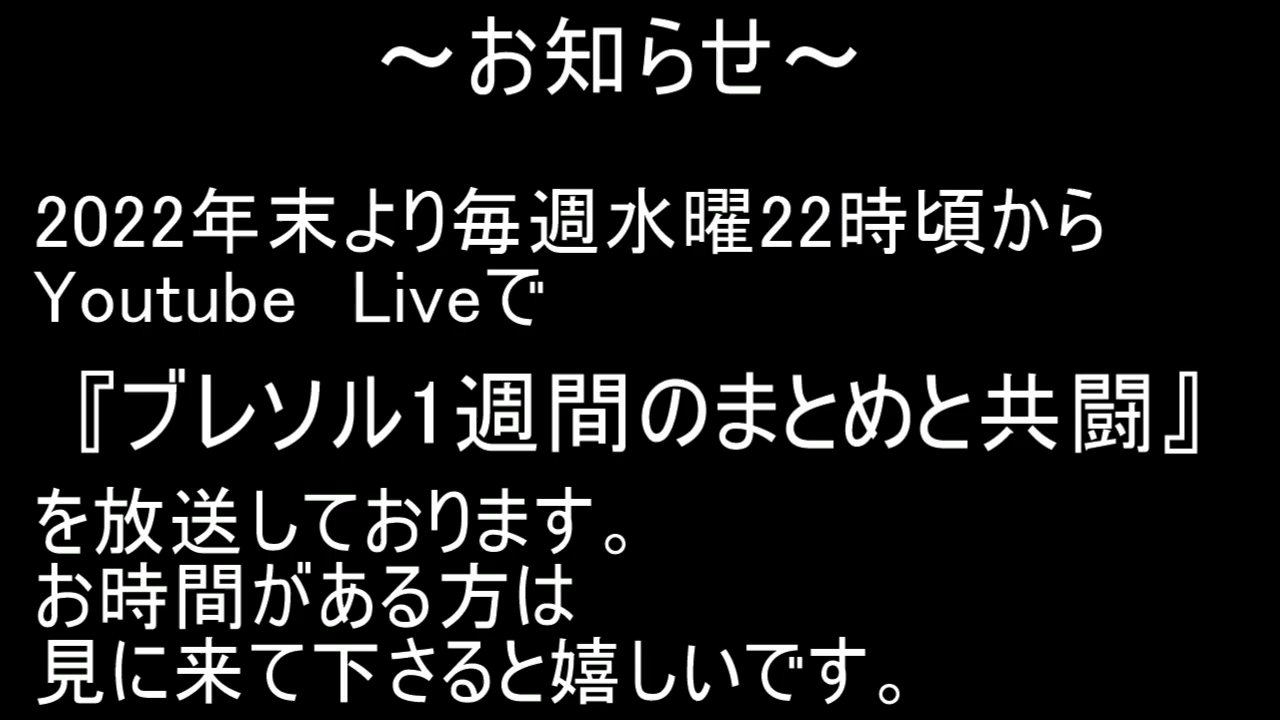 ～お知らせ～
2022年末より毎週水曜22時頃から
Youtube　Liveで
『ブレソル1週間のまとめと共闘』
を放送しております。
お時間がある方は
見に来て下さると嬉しいです。